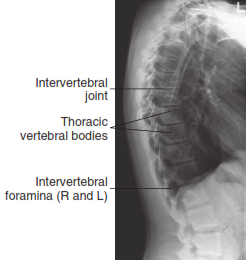 L
Intervertebral
joint
Thoracic
vertebral bodies
Intervertebral
foramina (R and L)